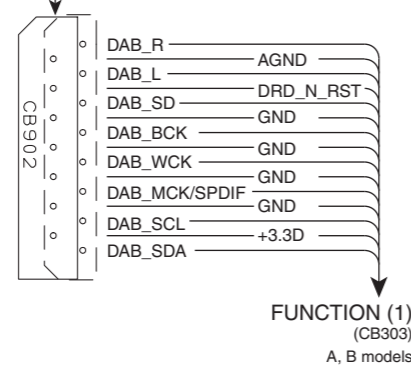 DAB_R
AGND
DAB_L
DRD_N_RST
DAB_SD
GND
DAB_BCK
GND
DAB_WCK
GND
DAB_MCK/SPDIF
GND
DAB_SCL
+3.3D
DAB_SDA
CB902
FUNCTION (1)
(CB303)
A, B models